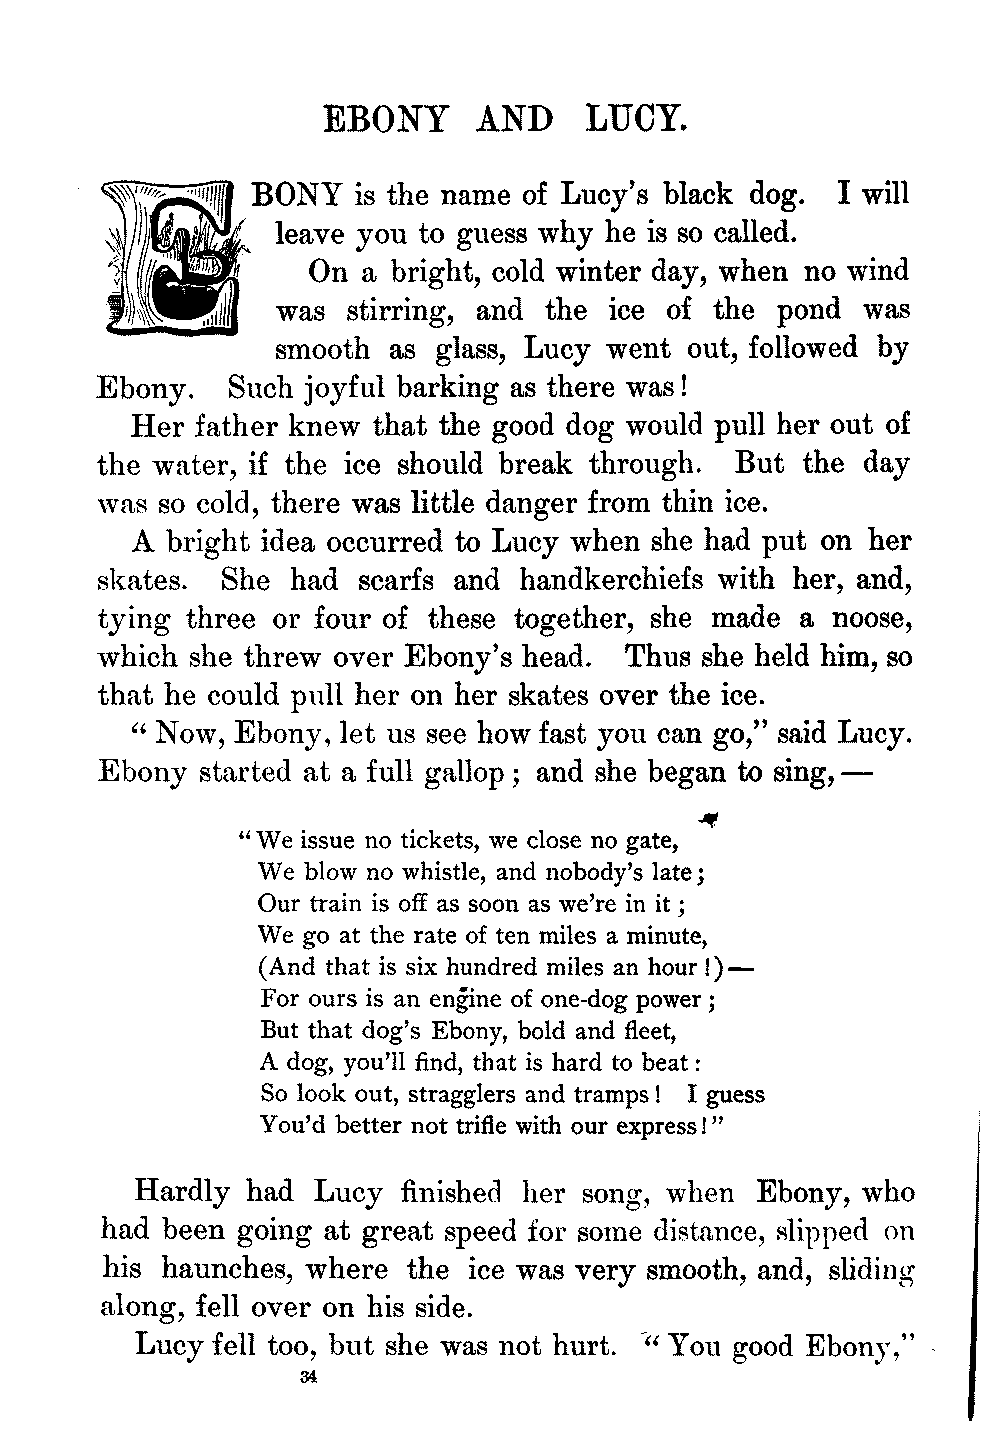 EBONY AND LUCY.
EBONY is the name of Lucy's black dog. I will
leave you to guess why he is so called.
On a bright, cold winter day, when no wind
was stirring, and the ice of the pond was
smooth as glass, Lucy went out, followed by
Ebony. Such joyful barking as there was!
Her father knew that the good dog would pull her out of
the water, if the ice should break through. But the day
was so cold, there was little danger from thin ice.
A bright idea occurred to Lucy when she had put on her
skates. She had scarfs and handkerchiefs with her, and,
tying three or four of these together, she made a noose,
which she threw over Ebony's head. Thus she held him, so
that he could pull her on her skates over the ice.
"Now, Ebony, let us see how fast you can go," said Lucy.
Ebony started at a full gallop; and she began to sing,—
"We issue no tickets, we close no gate,
We blow no whistle, and nobody's late;
Our train is off as soon as we're in it;
We go at the rate of ten miles a minute,
(And that is six hundred miles an hour!)—
For ours is an engine of one-dog power;
But that dog's Ebony, bold and fleet,
A dog, you'll find, that is hard to beat:
So look out, stragglers and tramps! I guess
You'd better not trifle with our express!"
Hardly had Lucy finished her song, when Ebony, who
had been going at great speed for some distance, slipped on
his haunches, where the ice was very smooth, and, sliding
along, fell over on his side.
Lucy fell too, but she was not hurt. "You good Ebony,"
34